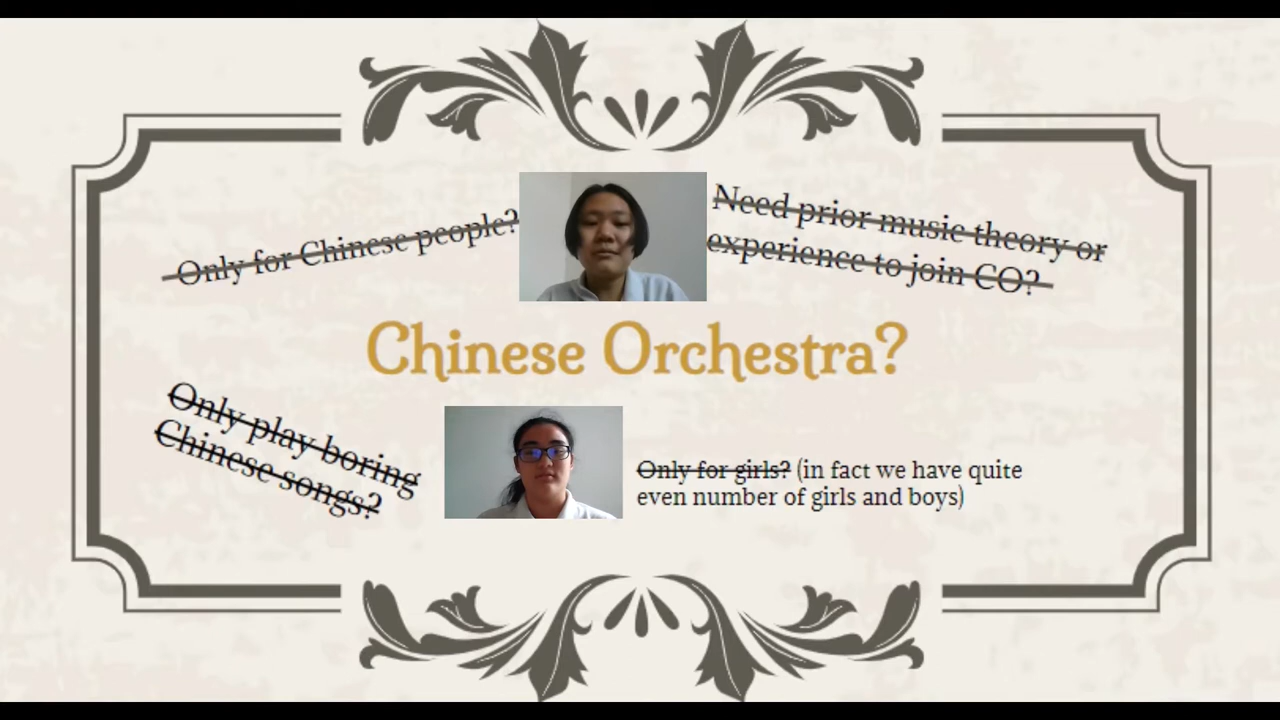 Only for Chinese people?
Need prior music theory or
experience to join CO?
Chinese Orchestra?
Only play boring
Chinese songs?
Only for girls? (in fact we have quite
even number of girls and boys)